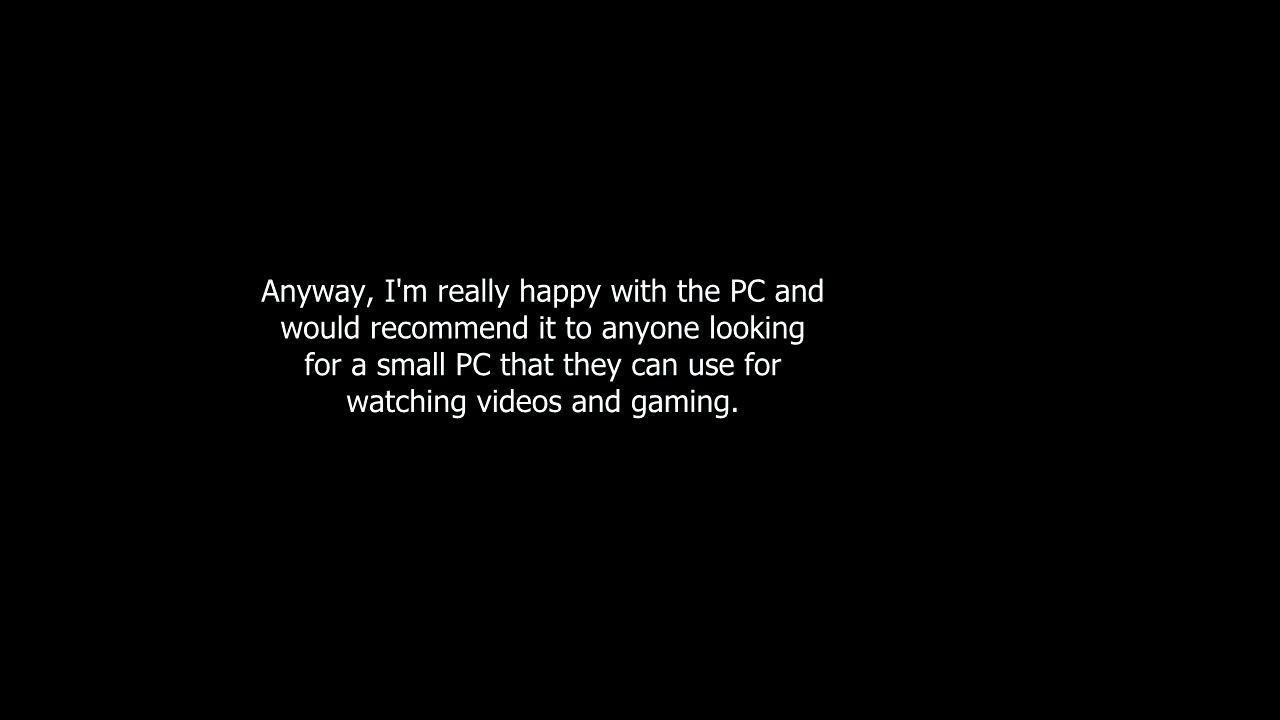 Anyway, I'm really happy with the PC and
would recommend it to anyone looking
for a small PC that they can use for
watching videos and gaming.